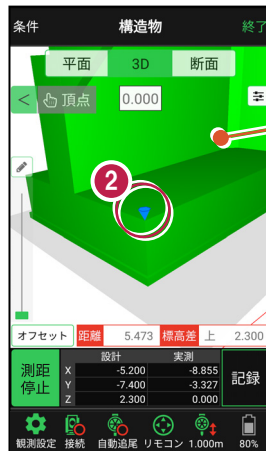 条件 構造物 終了
平面 3D 断面
< 頂点 0.000
2
オフセット 距離 5.473 標高差 上 2.300
設計 実測
測距停止 X -5.200 -8.855 記録
Y -7.400 -3.327
Z 2.300 0.000
観測設定 接続 自動追尾 リモコン 1.000m 80%